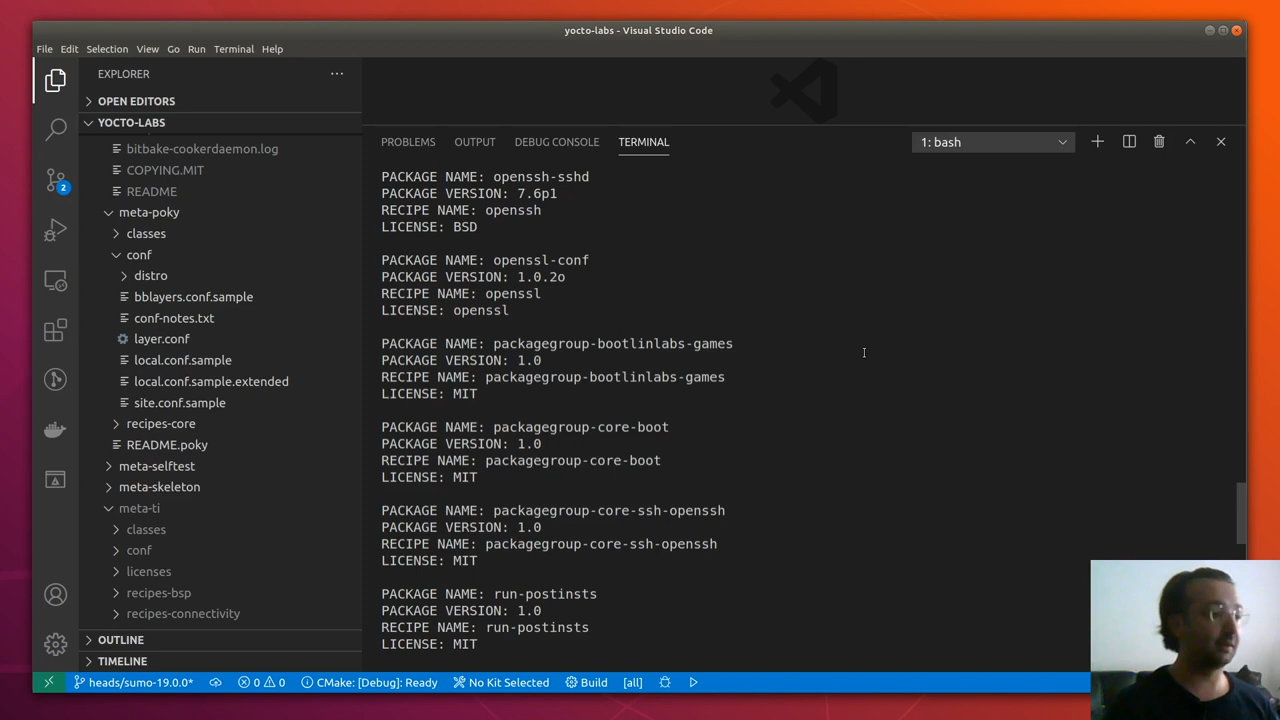 yocto-labs - Visual Studio Code
File Edit Selection View Go Run Terminal Help
EXPLORER
OPEN EDITORS
YOCTO-LABS
bitbake-cookerdaemon.log
COPYING.MIT
README
meta-poky
classes
conf
distro
bblayers.conf.sample
conf-notes.txt
layer.conf
local.conf.sample
local.conf.sample.extended
site.conf.sample
recipes-core
README.poky
meta-selftest
meta-skeleton
meta-ti
classes
conf
licenses
recipes-bsp
recipes-connectivity
OUTLINE
TIMELINE
2
PROBLEMS OUTPUT DEBUG CONSOLE TERMINAL
1: bash
PACKAGE NAME: openssh-sshd
PACKAGE VERSION: 7.6p1
RECIPE NAME: openssh
LICENSE: BSD
PACKAGE NAME: openssl-conf
PACKAGE VERSION: 1.0.2o
RECIPE NAME: openssl
LICENSE: openssl
PACKAGE NAME: packagegroup-bootlinlabs-games
PACKAGE VERSION: 1.0
RECIPE NAME: packagegroup-bootlinlabs-games
LICENSE: MIT
PACKAGE NAME: packagegroup-core-boot
PACKAGE VERSION: 1.0
RECIPE NAME: packagegroup-core-boot
LICENSE: MIT
PACKAGE NAME: packagegroup-core-ssh-openssh
PACKAGE VERSION: 1.0
RECIPE NAME: packagegroup-core-ssh-openssh
LICENSE: MIT
PACKAGE NAME: run-postinsts
PACKAGE VERSION: 1.0
RECIPE NAME: run-postinsts
LICENSE: MIT
heads/sumo-19.0.0* 0 0 CMake: [Debug]: Ready No Kit Selected Build [all]